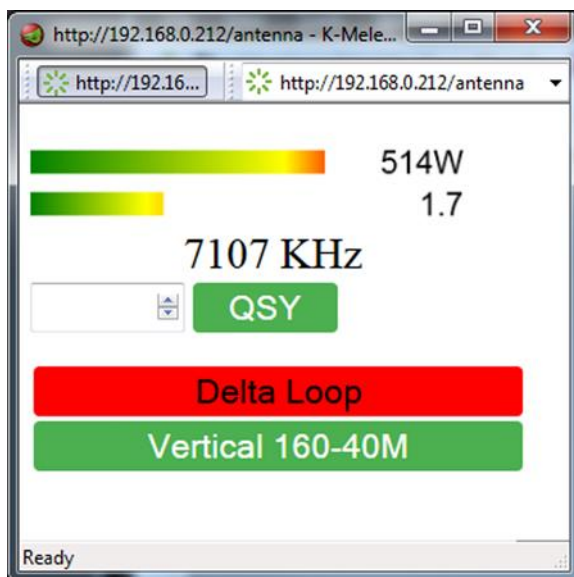 http://192.168.0.212/antenna - K-Mele...
http://192.16... http://192.168.0.212/antenna
514W
1.7
7107 KHz
QSY
Delta Loop
Vertical 160-40M
Ready